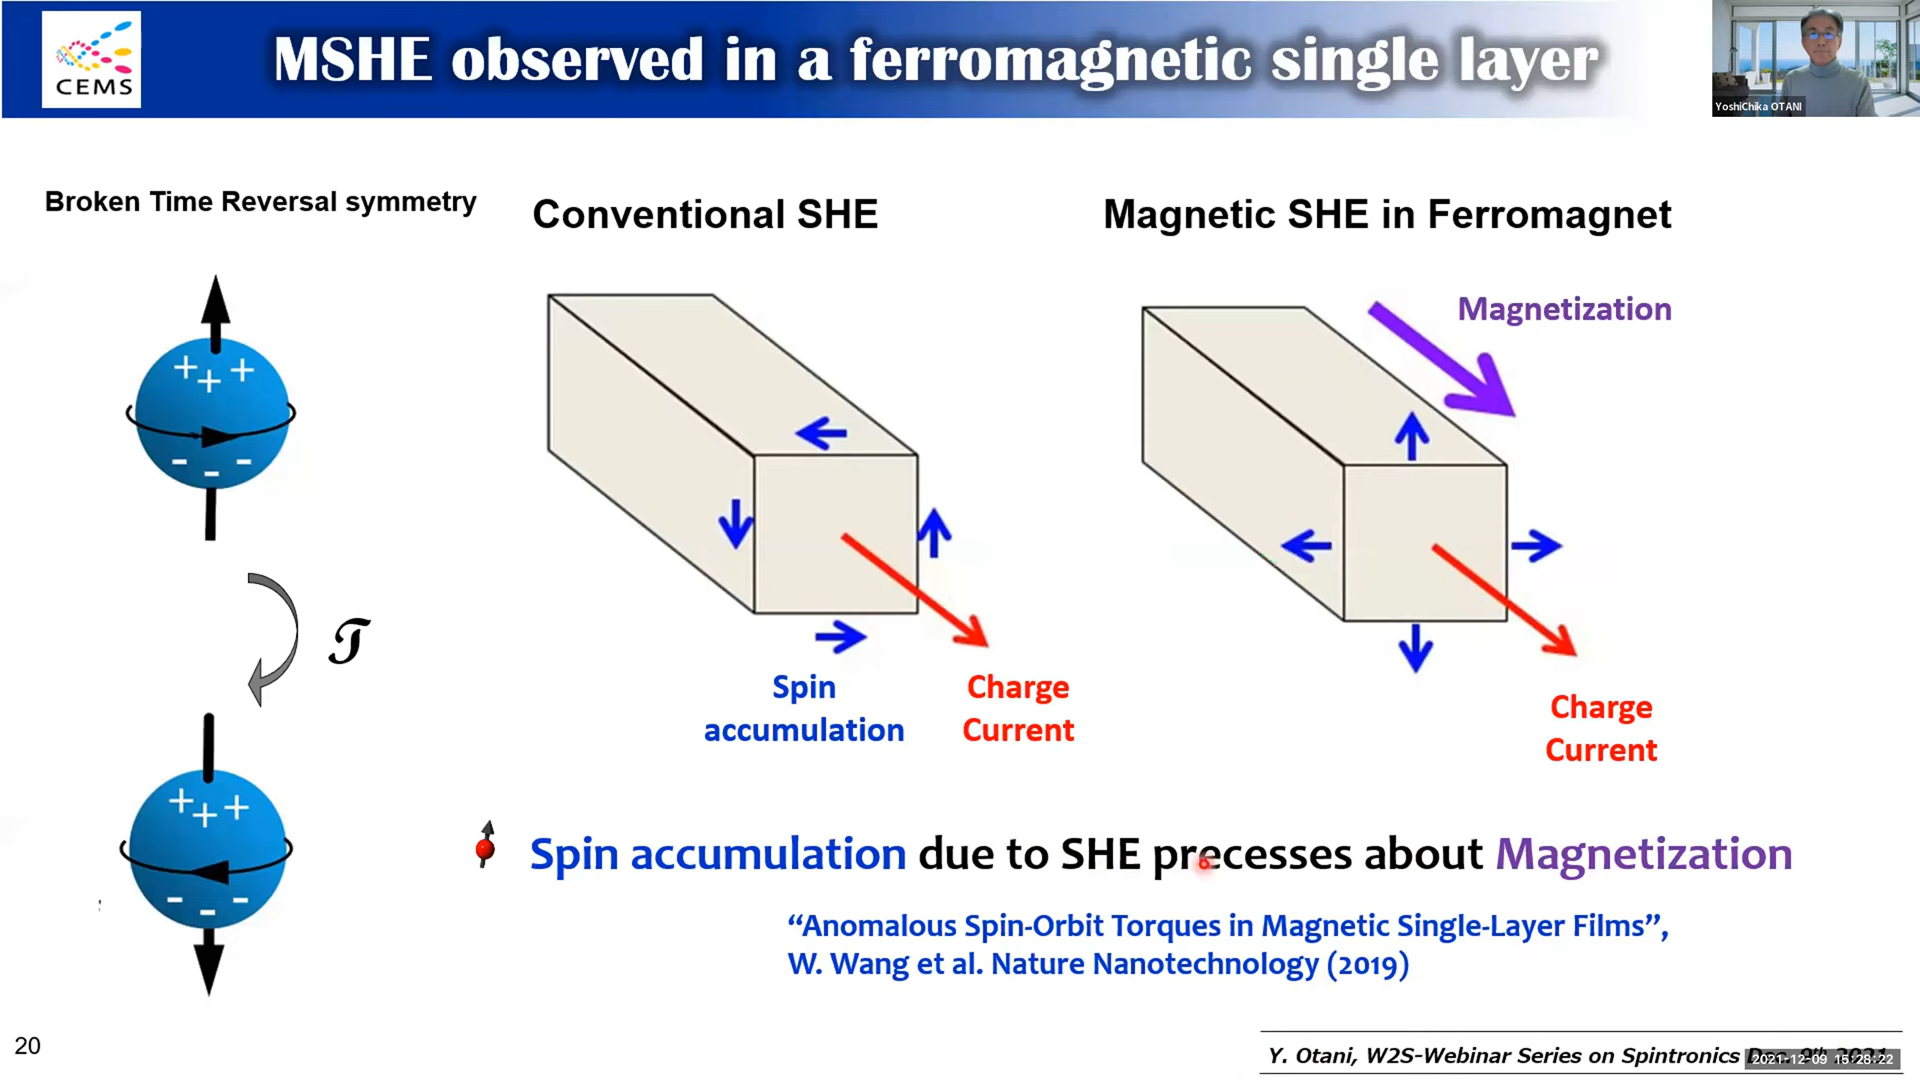 CEMS
MSHE observed in a ferromagnetic single layer
YoshiChika OTANI
Broken Time Reversal symmetry
Conventional SHE
Magnetic SHE in Ferromagnet
Magnetization
+ + +
- - -
𝒯
+ + +
- - -
Spin
accumulation
Charge
Current
Charge
Current
Spin accumulation due to SHE precesses about Magnetization
“Anomalous Spin-Orbit Torques in Magnetic Single-Layer Films”,
W. Wang et al. Nature Nanotechnology (2019)
20
Y. Otani, W2S-Webinar Series on Spintronics
2021-12-09 15:28:22